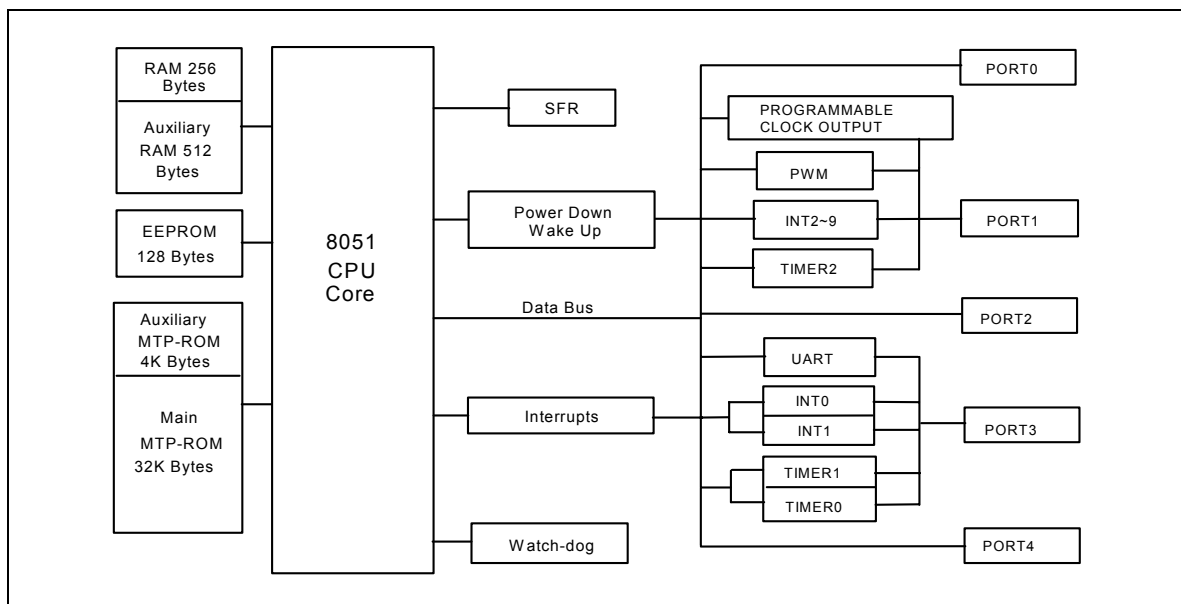 RAM 256
Bytes
Auxiliary
RAM 512
Bytes
EEPROM
128 Bytes
Auxiliary
MTP-ROM
4K Bytes
Main
MTP-ROM
32K Bytes
8051
CPU
Core
SFR
Power Down
Wake Up
Data Bus
Interrupts
Watch-dog
PROGRAMMABLE
CLOCK OUTPUT
PWM
INT2~9
TIMER2
UART
INT0
INT1
TIMER1
TIMER0
PORT0
PORT1
PORT2
PORT3
PORT4